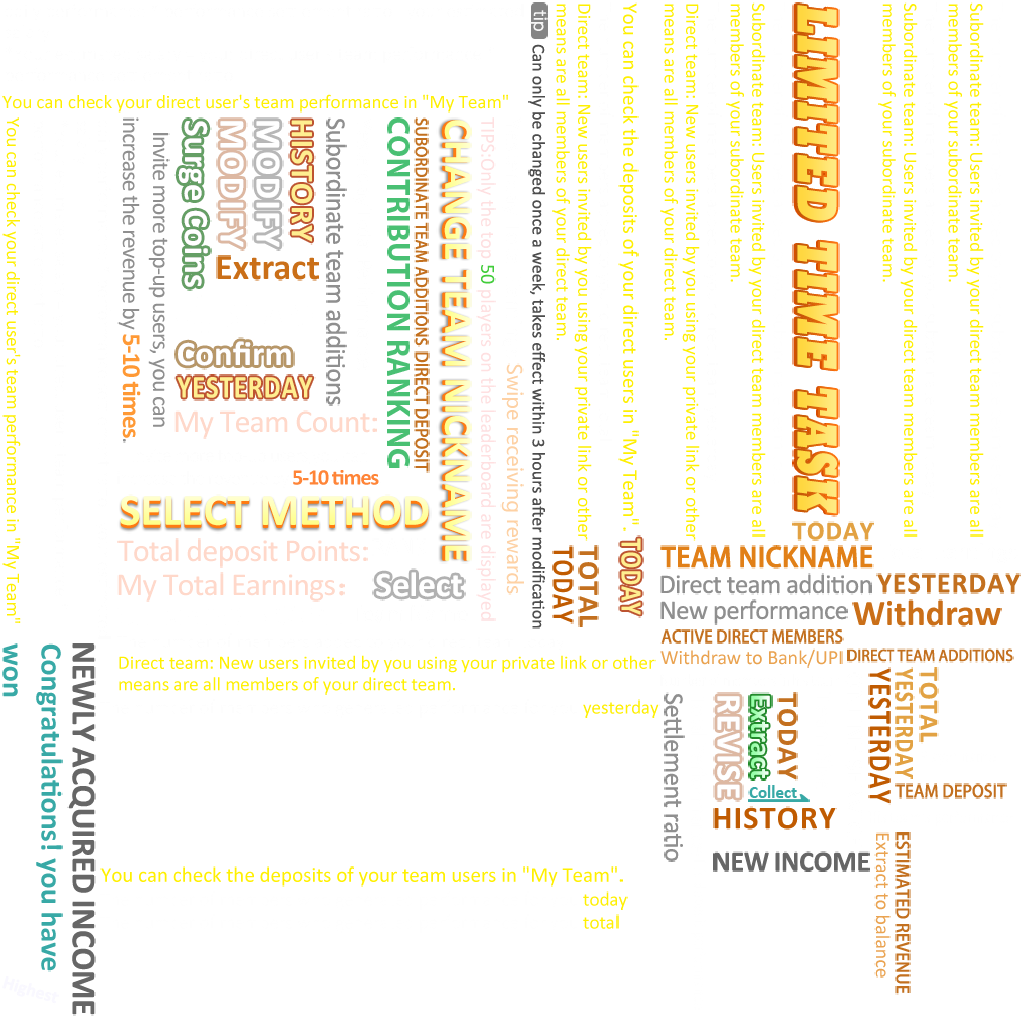 You can check your direct user's team performance in "My Team"
You can check your direct user's team performance in "My Team"
increase the revenue by 5-10 times.
Invite more top-up users, you can
Surge Coins
MODIFY
MODIFY
HISTORY
Extract
Subordinate team additions
Confirm
YESTERDAY
My Team Count:
CONTRIBUTION RANKING
SUBORDINATE TEAM ADDITIONS DIRECT DEPOSIT
CHANGE TEAM NICKNAME
TIPS:Only the top 50 players on the leaderboard are displayed
Swipe receiving rewards
tip Can only be changed once a week, takes effect within 3 hours after modification
Direct team: New users invited by you using your private link or other
means are all members of your direct team.
You can check the deposits of your direct users in "My Team".
Direct team: New users invited by you using your private link or other
means are all members of your direct team.
Subordinate team: Users invited by your direct team members are all
members of your subordinate team.
LIMITED TIME TASK
Subordinate team: Users invited by your direct team members are all
members of your subordinate team.
Subordinate team: Users invited by your direct team members are all
members of your subordinate team.
5-10 times
SELECT METHOD
Total deposit Points:
My Total Earnings：
Select
TODAY
TOTAL
TODAY
TODAY
TEAM NICKNAME
Direct team addition
YESTERDAY
New performance
Withdraw
ACTIVE DIRECT MEMBERS
Withdraw to Bank/UPI
DIRECT TEAM ADDITIONS
Congratulations! you have
won
NEWLY ACQUIRED INCOME
Direct team: New users invited by you using your private link or other
means are all members of your direct team.
yesterday
Settlement ratio
REVISE
Extract
TODAY
Collect
YESTERDAY
YESTERDAY
TOTAL
TEAM DEPOSIT
HISTORY
NEW INCOME
Extract to balance
ESTIMATED REVENUE
You can check the deposits of your team users in "My Team".
today
total
Highest